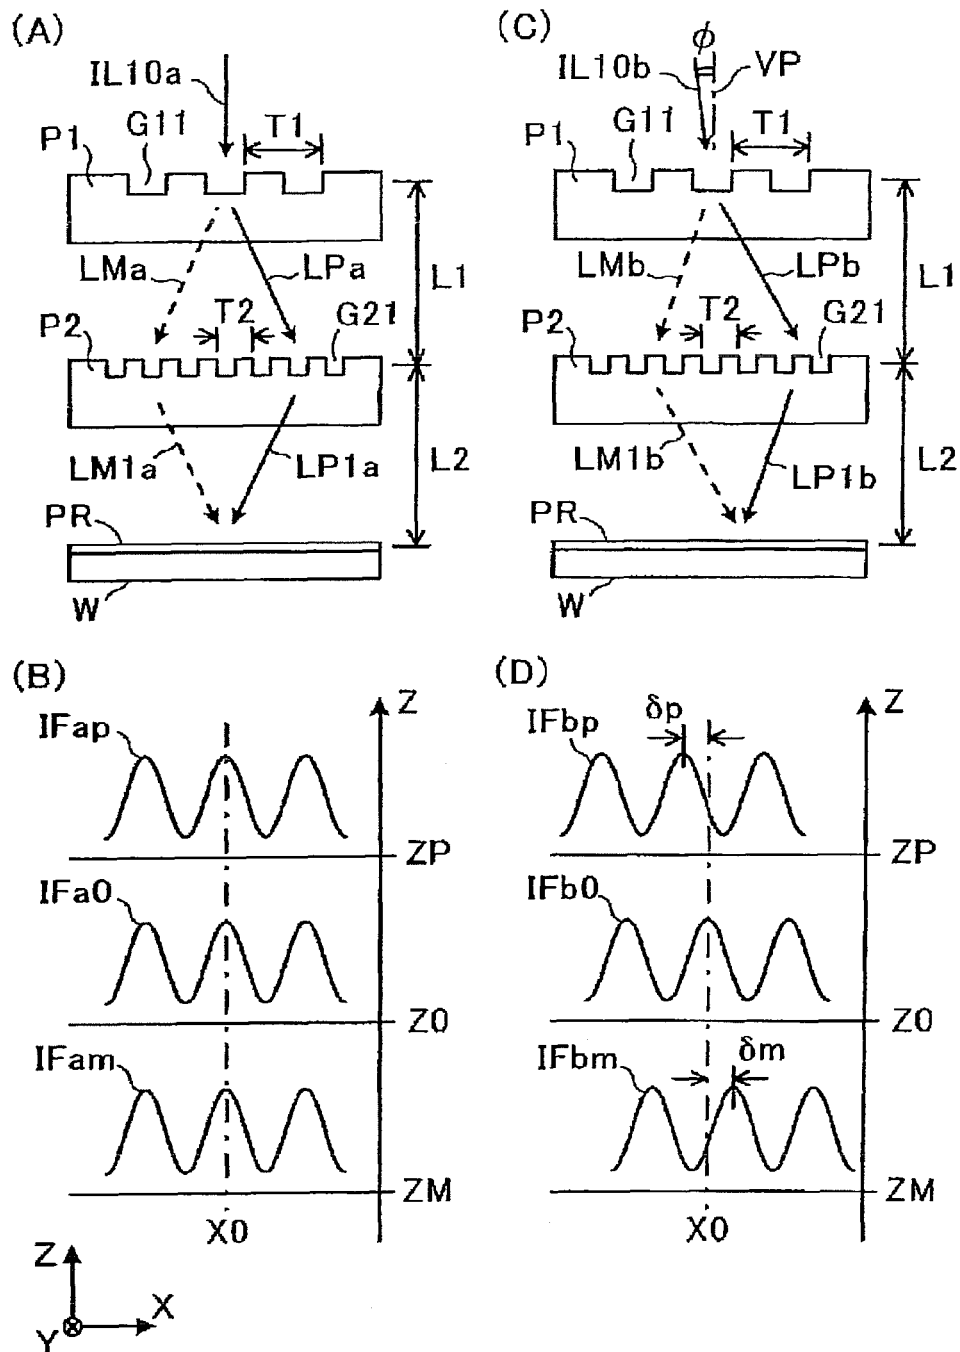 (A)
IL10a
G11
T1
P1
LMa
LPa
L1
T2
P2
G21
LM1a
LP1a
L2
PR
W
(C)
ϕ
IL10b
VP
G11
T1
P1
LMb
LPb
L1
T2
P2
G21
LM1b
LP1b
L2
PR
W
(B)
Z
IFap
ZP
IFa0
Z0
IFam
ZM
X0
(D)
Z
δp
IFbp
ZP
IFb0
Z0
δm
IFbm
ZM
X0
Z
X
Y